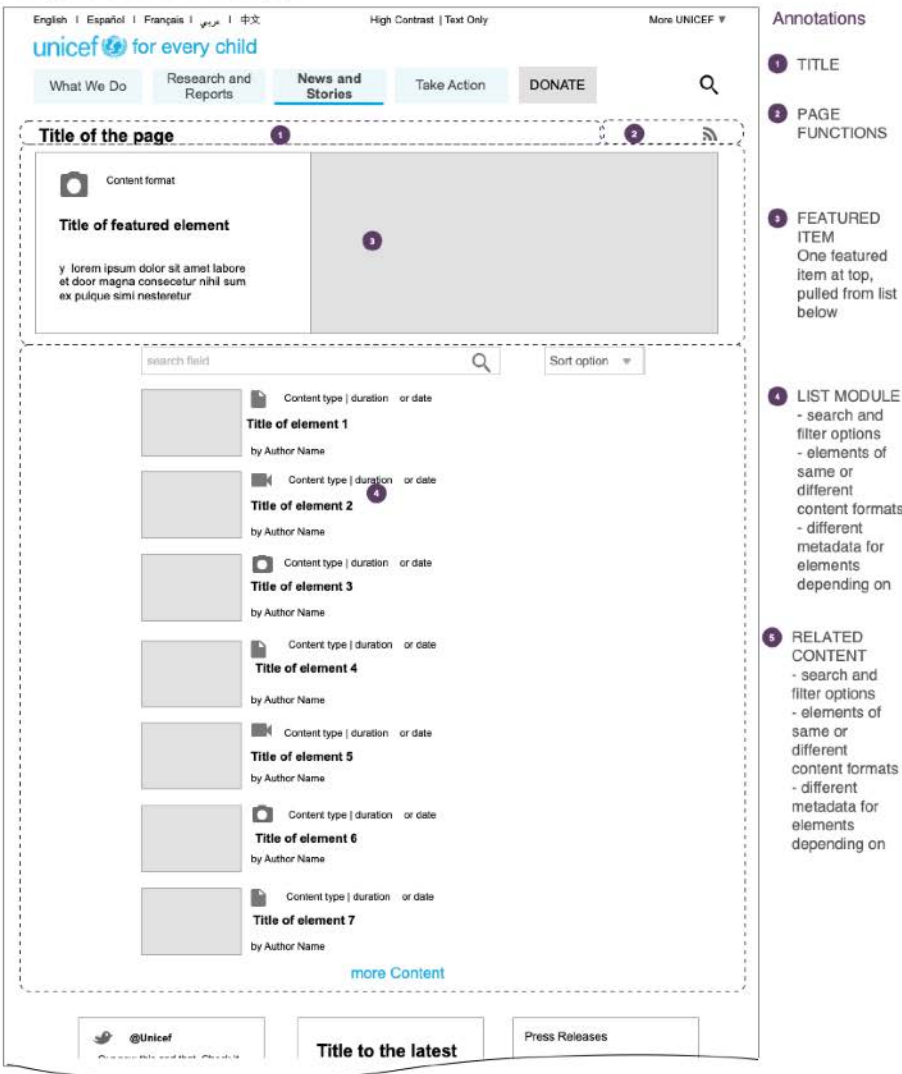 English | Español | Français | عربي | 中文
High Contrast | Text Only
More UNICEF ▼
unicef for every child
What We Do
Research and
Reports
News and
Stories
Take Action
DONATE
Title of the page
1
2
Content format
Title of featured element
y lorem ipsum dolor sit amet labore
et door magna consecetur nihil sum
ex pulque simi nesteretur
3
search field
Sort option ▼
Content type | duration or date
Title of element 1
by Author Name
Content type | duration or date
4
Title of element 2
by Author Name
Content type | duration or date
Title of element 3
by Author Name
Content type | duration or date
Title of element 4
by Author Name
Content type | duration or date
Title of element 5
by Author Name
Content type | duration or date
Title of element 6
by Author Name
Content type | duration or date
Title of element 7
by Author Name
more Content
@Unicef
Title to the latest
Press Releases
Annotations
1 TITLE
2 PAGE
FUNCTIONS
3 FEATURED
ITEM
One featured
item at top,
pulled from list
below
4 LIST MODULE
- search and
filter options
- elements of
same or
different
content formats
- different
metadata for
elements
depending on
5 RELATED
CONTENT
- search and
filter options
- elements of
same or
different
content formats
- different
metadata for
elements
depending on